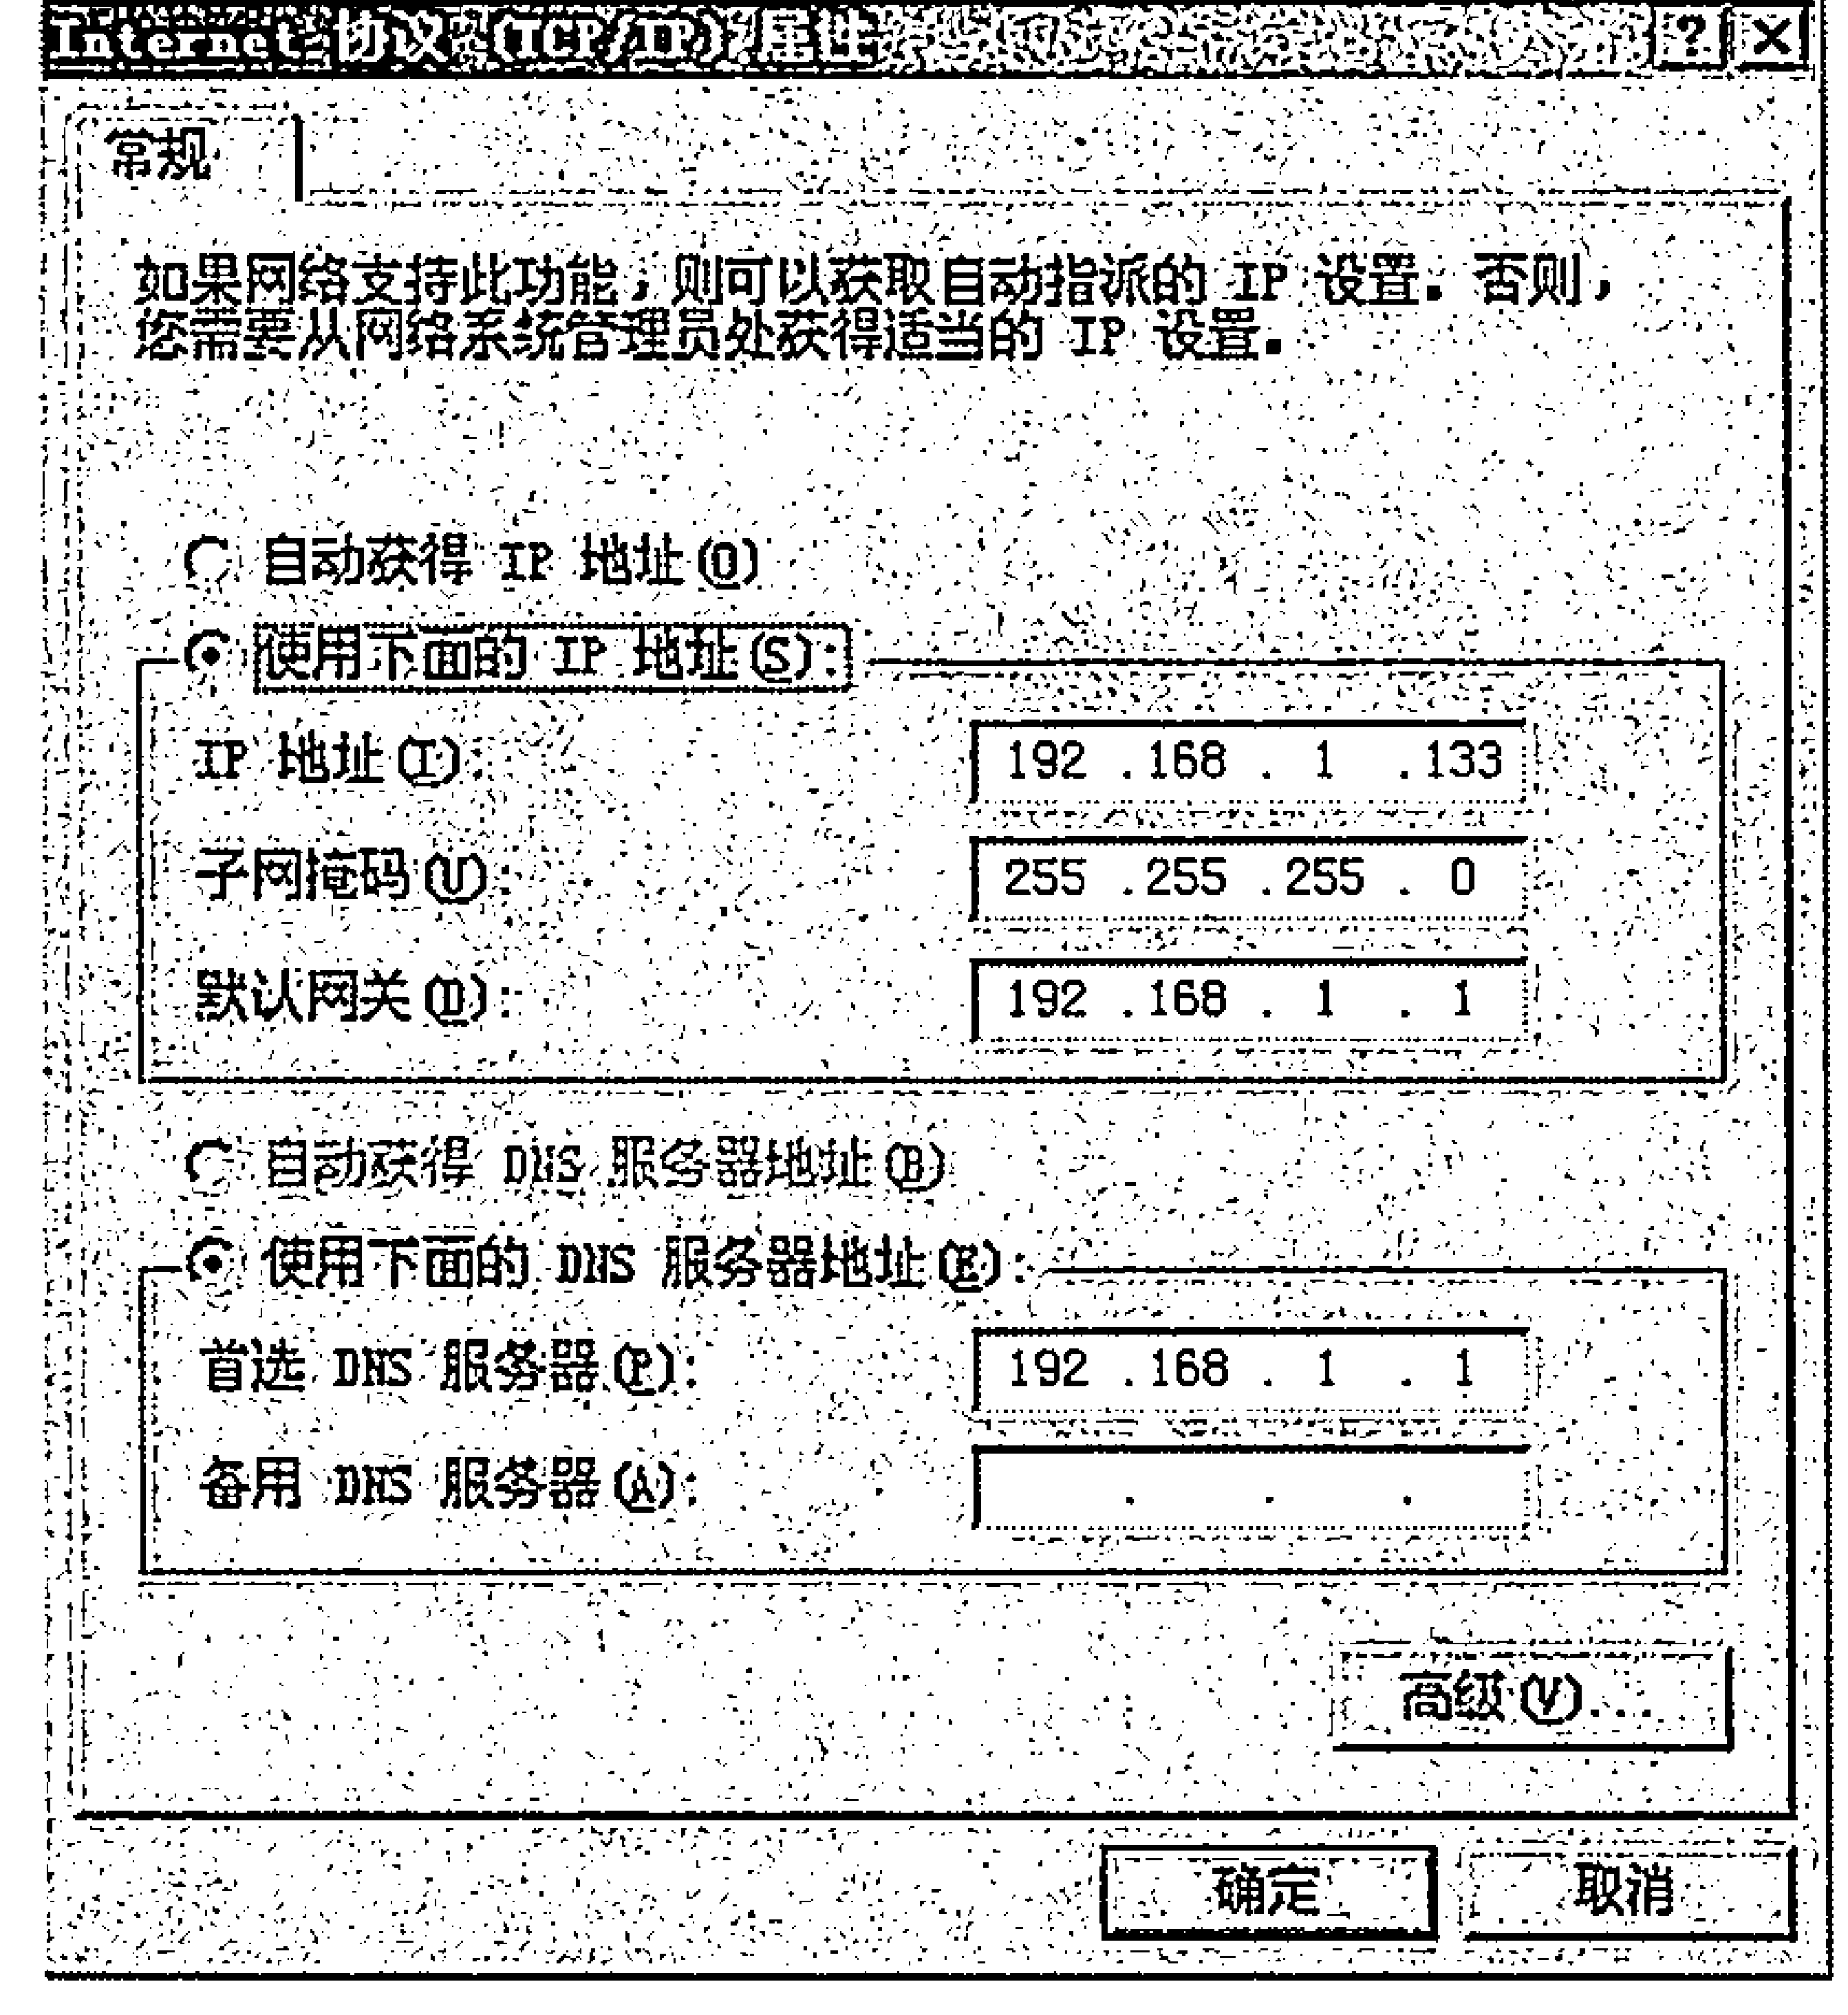 Internet 协议 (TCP/IP) 属性
常规
如果网络支持此功能,则可以获取自动指派的 IP 设置。否则,
您需要从网络系统管理员处获得适当的 IP 设置。
自动获得 IP 地址(O)
使用下面的 IP 地址(S):
IP 地址(I): 192 .168 . 1 .133
子网掩码(U): 255 .255 .255 . 0
默认网关(D): 192 .168 . 1 . 1
自动获得 DNS 服务器地址(B)
使用下面的 DNS 服务器地址(E):
首选 DNS 服务器(P): 192 .168 . 1 . 1
备用 DNS 服务器(A): . . .
高级(V)...
确定 取消